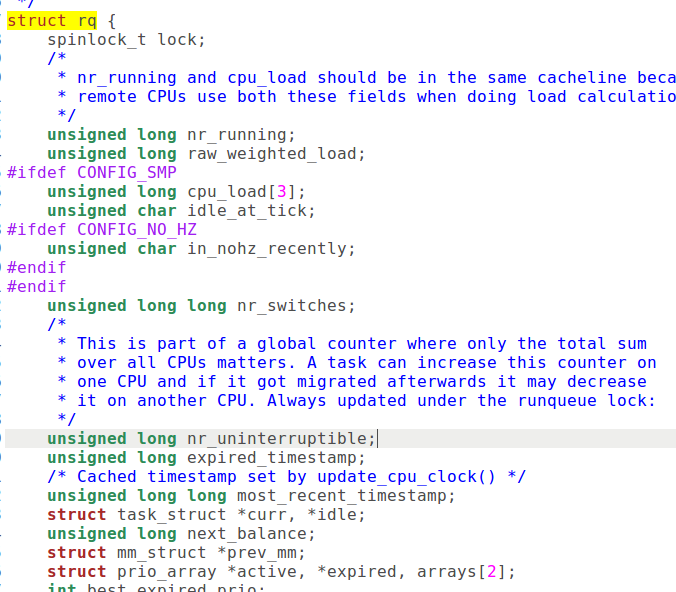 */
struct rq {
spinlock_t lock;
/*
* nr_running and cpu_load should be in the same cacheline beca
* remote CPUs use both these fields when doing load calculatio
*/
unsigned long nr_running;
unsigned long raw_weighted_load;
#ifdef CONFIG_SMP
unsigned long cpu_load[3];
unsigned char idle_at_tick;
#ifdef CONFIG_NO_HZ
unsigned char in_nohz_recently;
#endif
#endif
unsigned long long nr_switches;
/*
* This is part of a global counter where only the total sum
* over all CPUs matters. A task can increase this counter on
* one CPU and if it got migrated afterwards it may decrease
* it on another CPU. Always updated under the runqueue lock:
*/
unsigned long nr_uninterruptible;
unsigned long expired_timestamp;
/* Cached timestamp set by update_cpu_clock() */
unsigned long long most_recent_timestamp;
struct task_struct *curr, *idle;
unsigned long next_balance;
struct mm_struct *prev_mm;
struct prio_array *active, *expired, arrays[2];
int best_expired_prio;